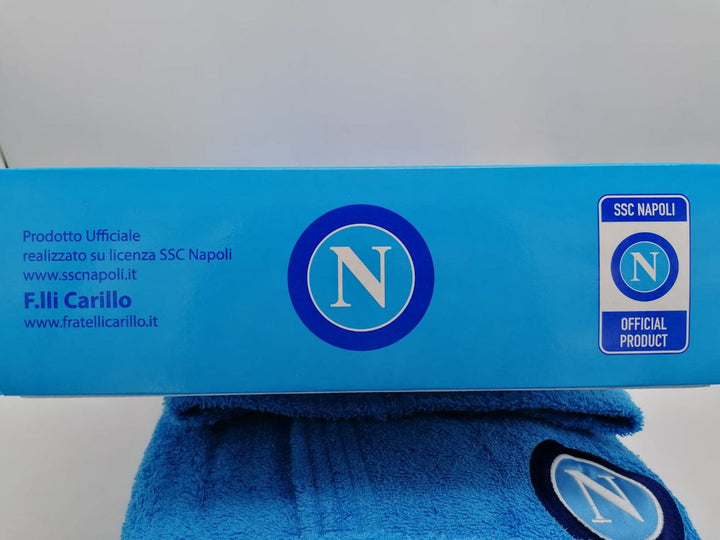 Prodotto Ufficiale
realizzato su licenza SSC Napoli
www.sscnapoli.it
F.lli Carillo
www.fratellicarillo.it
N
SSC NAPOLI
N
OFFICIAL
PRODUCT
N